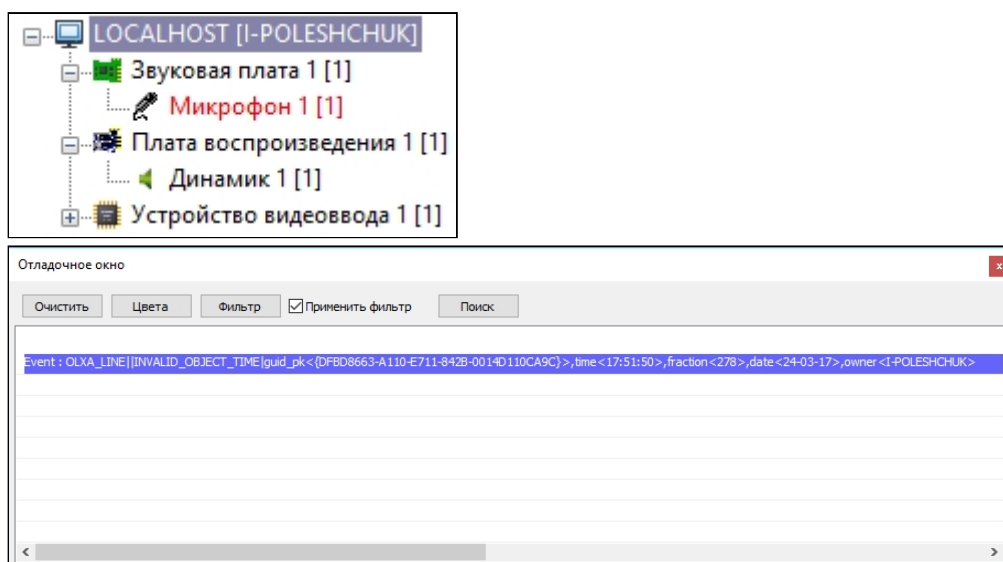 LOCALHOST [I-POLESHCHUK]
Звуковая плата 1 [1]
Микрофон 1 [1]
Плата воспроизведения 1 [1]
Динамик 1 [1]
Устройство видеоввода 1 [1]
Отладочное окно
x
Очистить Цвета Фильтр Применить фильтр Поиск
Event : OLXA_LINE||INVALID_OBJECT_TIME|guid_pk<{DFBD8663-A110-E711-842B-0014D110CA9C}>,time<17:51:50>,fraction<278>,date<24-03-17>,owner<I-POLESHCHUK>